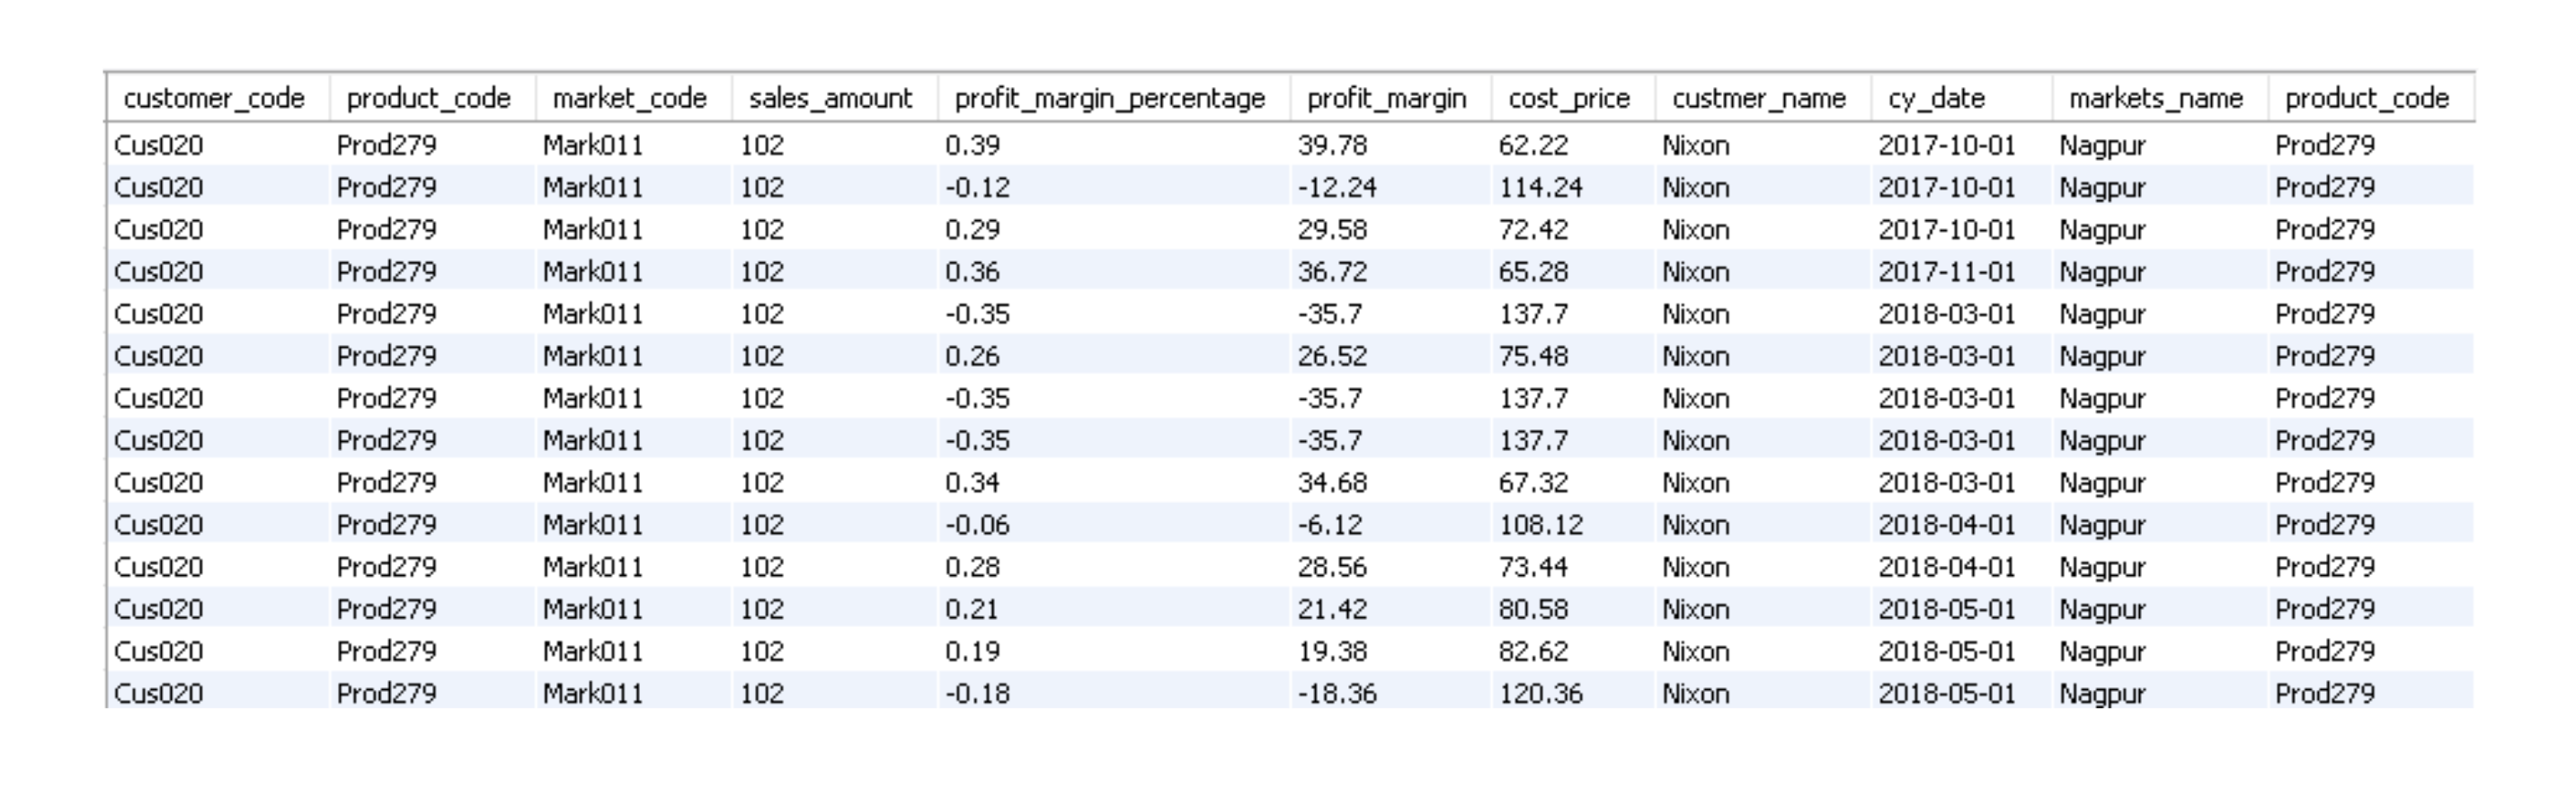 customer_code product_code market_code sales_amount profit_margin_percentage profit_margin cost_price custmer_name cy_date markets_name product_code
Cus020 Prod279 Mark011 102 0.39 39.78 62.22 Nixon 2017-10-01 Nagpur Prod279
Cus020 Prod279 Mark011 102 -0.12 -12.24 114.24 Nixon 2017-10-01 Nagpur Prod279
Cus020 Prod279 Mark011 102 0.29 29.58 72.42 Nixon 2017-10-01 Nagpur Prod279
Cus020 Prod279 Mark011 102 0.36 36.72 65.28 Nixon 2017-11-01 Nagpur Prod279
Cus020 Prod279 Mark011 102 -0.35 -35.7 137.7 Nixon 2018-03-01 Nagpur Prod279
Cus020 Prod279 Mark011 102 0.26 26.52 75.48 Nixon 2018-03-01 Nagpur Prod279
Cus020 Prod279 Mark011 102 -0.35 -35.7 137.7 Nixon 2018-03-01 Nagpur Prod279
Cus020 Prod279 Mark011 102 -0.35 -35.7 137.7 Nixon 2018-03-01 Nagpur Prod279
Cus020 Prod279 Mark011 102 0.34 34.68 67.32 Nixon 2018-03-01 Nagpur Prod279
Cus020 Prod279 Mark011 102 -0.06 -6.12 108.12 Nixon 2018-04-01 Nagpur Prod279
Cus020 Prod279 Mark011 102 0.28 28.56 73.44 Nixon 2018-04-01 Nagpur Prod279
Cus020 Prod279 Mark011 102 0.21 21.42 80.58 Nixon 2018-05-01 Nagpur Prod279
Cus020 Prod279 Mark011 102 0.19 19.38 82.62 Nixon 2018-05-01 Nagpur Prod279
Cus020 Prod279 Mark011 102 -0.18 -18.36 120.36 Nixon 2018-05-01 Nagpur Prod279